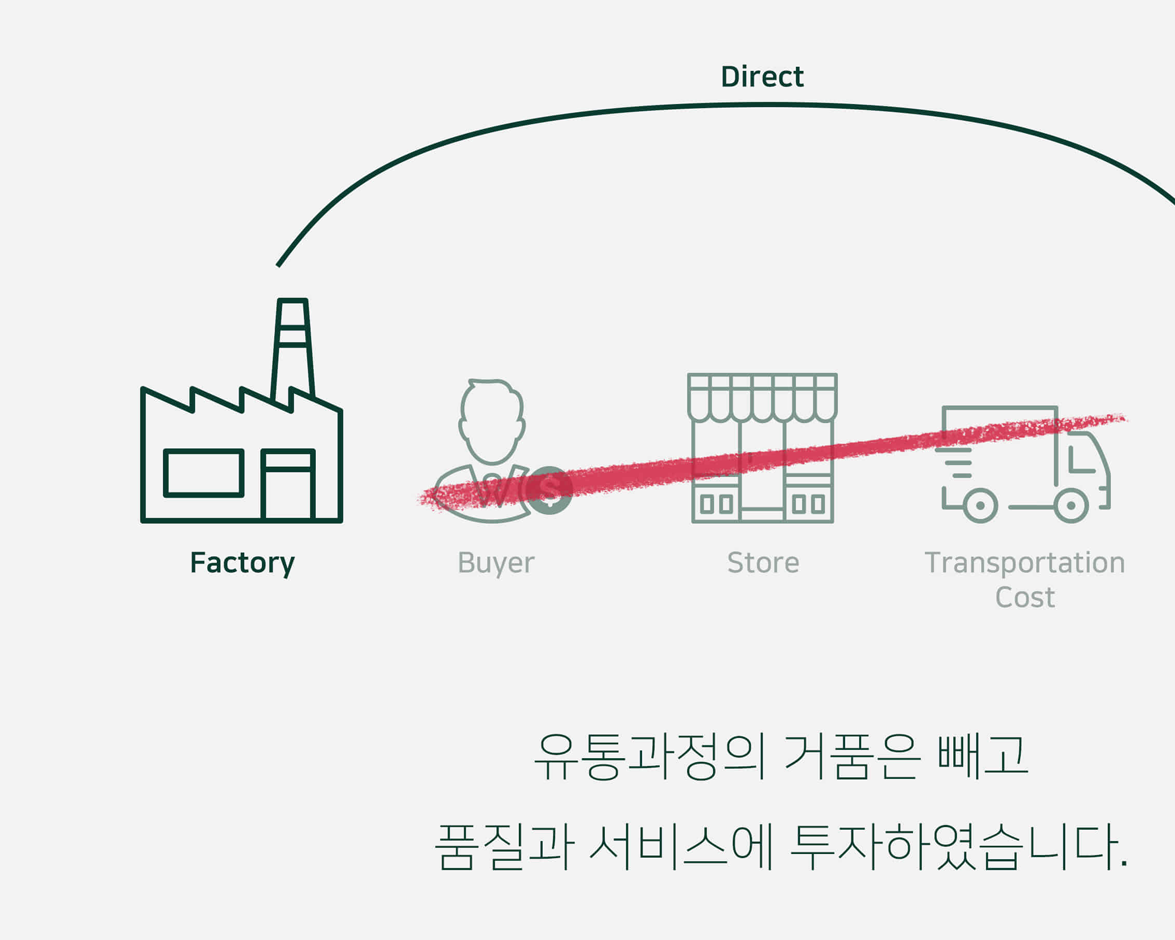 Direct
Factory
Buyer
Store
Transportation
Cost
유통과정의 거품은 빼고
품질과 서비스에 투자하였습니다.